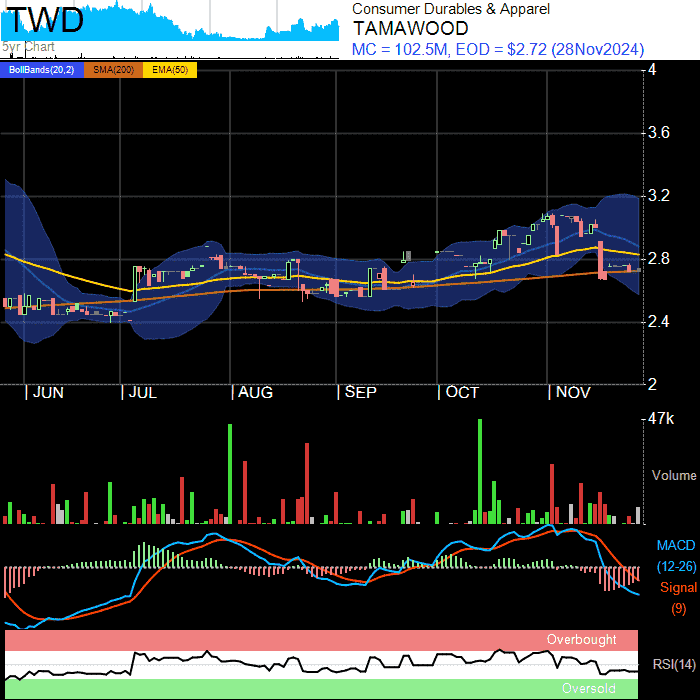 TWD
5yr Chart
Consumer Durables & Apparel
TAMAWOOD
MC = 102.5M, EOD = $2.72 (28Nov2024)
BollBands(20,2) SMA(200) EMA(50)
4
3.6
3.2
2.8
2.4
2
JUN JUL AUG SEP OCT NOV
47k
Volume
MACD
(12-26)
Signal
(9)
Overbought
RSI(14)
Oversold